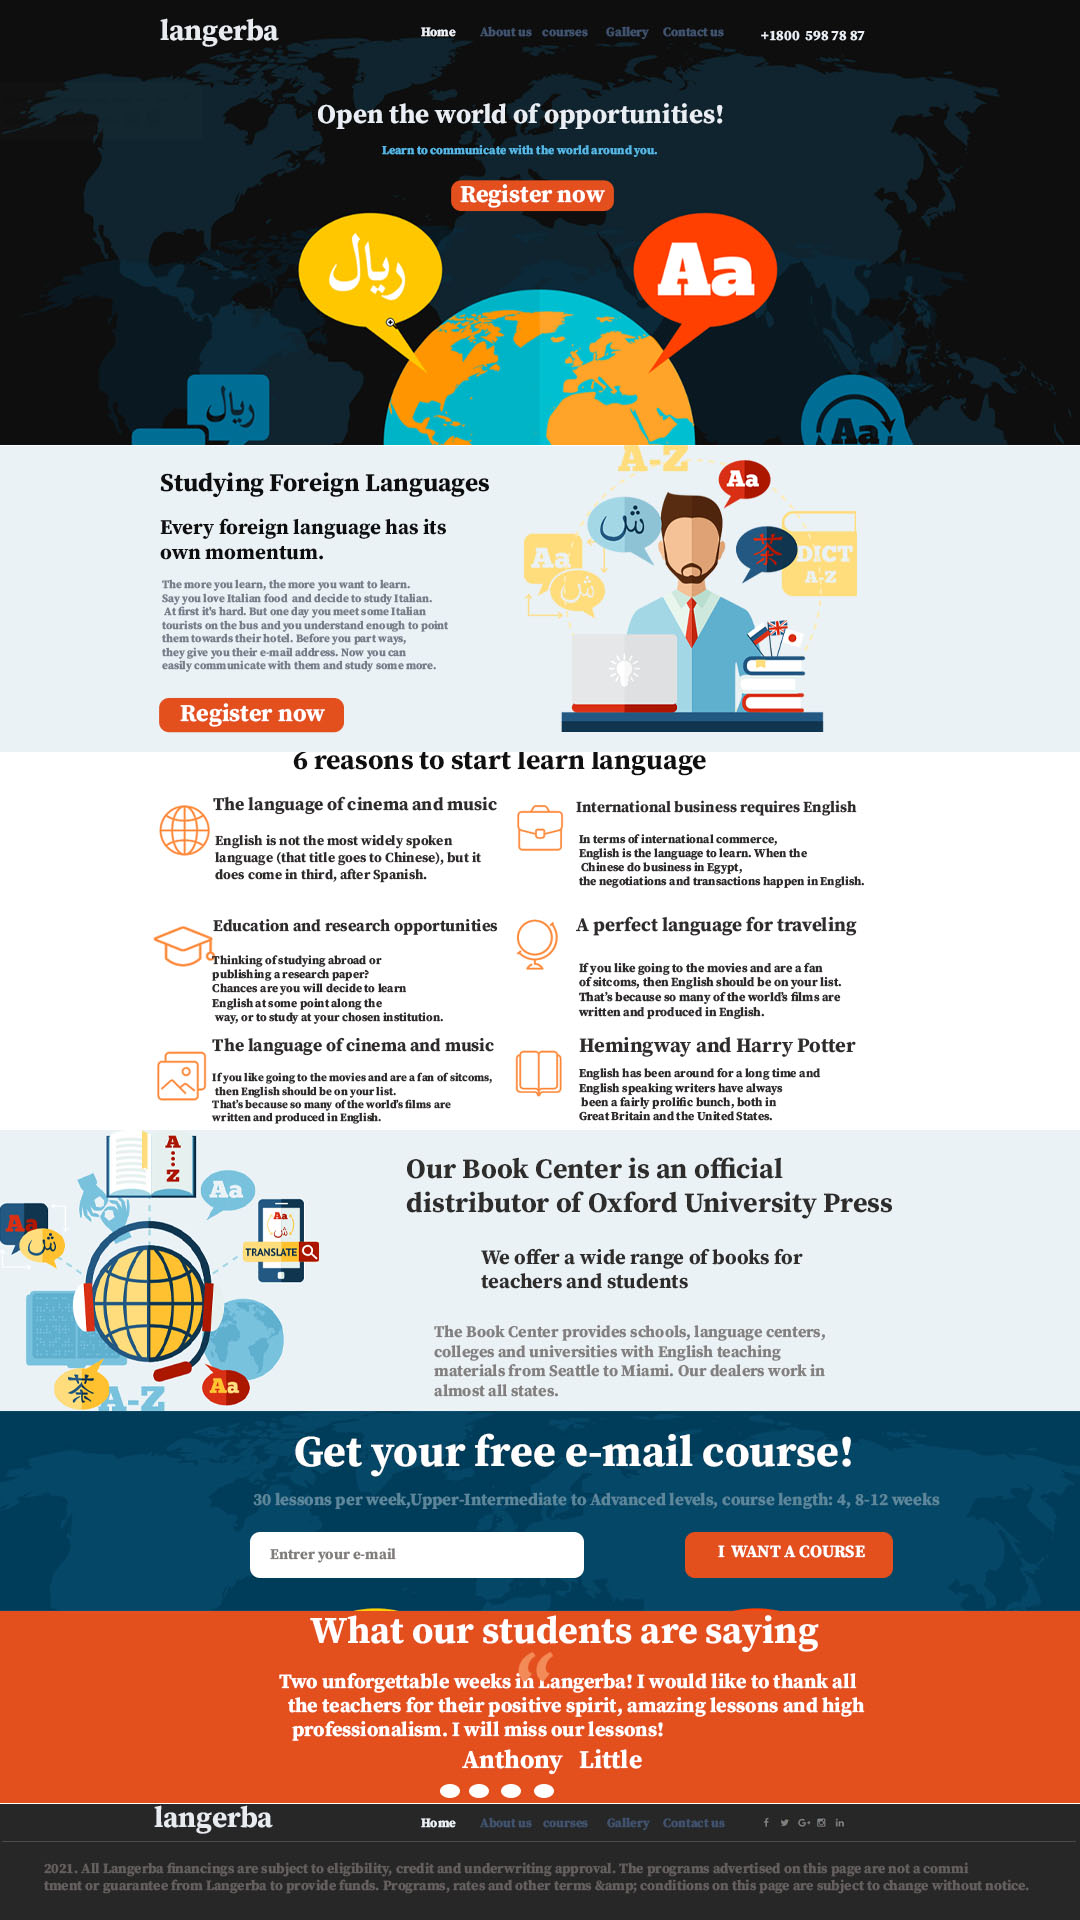 langerba
Home About us courses Gallery Contact us +1800 598 78 87
Open the world of opportunities!
Learn to communicate with the world around you.
Register now
ریال
Aa
ریال
Aa
Studying Foreign Languages
Every foreign language has its
own momentum.
The more you learn, the more you want to learn.
Say you love Italian food and decide to study Italian.
At first it's hard. But one day you meet some Italian
tourists on the bus and you understand enough to point
them towards their hotel. Before you part ways,
they give you their e-mail address. Now you can
easily communicate with them and study some more.
Register now
A-Z
Aa
ش
茶
DICT
A-Z
Aa
ش
6 reasons to start learn language
The language of cinema and music
English is not the most widely spoken
language (that title goes to Chinese), but it
does come in third, after Spanish.
International business requires English
In terms of international commerce,
English is the language to learn. When the
Chinese do business in Egypt,
the negotiations and transactions happen in English.
Education and research opportunities
Thinking of studying abroad or
publishing a research paper?
Chances are you will decide to learn
English at some point along the
way, or to study at your chosen institution.
A perfect language for traveling
If you like going to the movies and are a fan
of sitcoms, then English should be on your list.
That's because so many of the world's films are
written and produced in English.
The language of cinema and music
If you like going to the movies and are a fan of sitcoms,
then English should be on your list.
That's because so many of the world's films are
written and produced in English.
Hemingway and Harry Potter
English has been around for a long time and
English speaking writers have always
been a fairly prolific bunch, both in
Great Britain and the United States.
A
Z
Aa
Aa
ش
Aa
ش
TRANSLATE
茶
A-Z
Aa
Our Book Center is an official
distributor of Oxford University Press
We offer a wide range of books for
teachers and students
The Book Center provides schools, language centers,
colleges and universities with English teaching
materials from Seattle to Miami. Our dealers work in
almost all states.
Get your free e-mail course!
30 lessons per week,Upper-Intermediate to Advanced levels, course length: 4, 8-12 weeks
Entrer your e-mail
I WANT A COURSE
What our students are saying
“
Two unforgettable weeks in Langerba! I would like to thank all
the teachers for their positive spirit, amazing lessons and high
professionalism. I will miss our lessons!
Anthony Little
langerba
Home About us courses Gallery Contact us
2021. All Langerba financings are subject to eligibility, credit and underwriting approval. The programs advertised on this page are not a commi
tment or guarantee from Langerba to provide funds. Programs, rates and other terms &amp; conditions on this page are subject to change without notice.